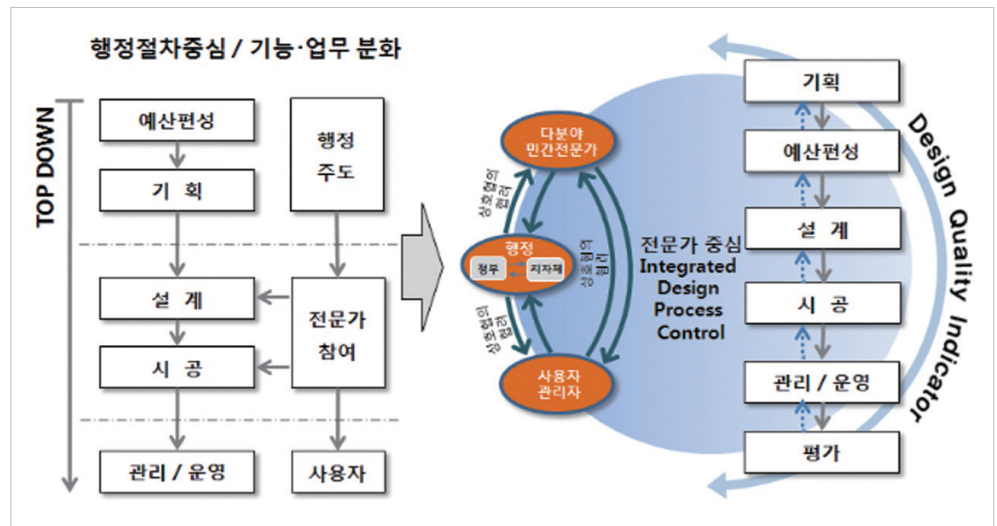 행정절차중심 / 기능·업무 분화
TOP DOWN
예산편성
기 획
설 계
시 공
관리 / 운영
행정
주도
전문가
참여
사용자
다분야
민간전문가
상호협의
협력
행정
정부
지자체
상호협의
협력
상호협의
협력
사용자
관리자
전문가 중심
Integrated
Design
Process
Control
기획
예산편성
설 계
시 공
관리 / 운영
평가
Design Quality Indicator